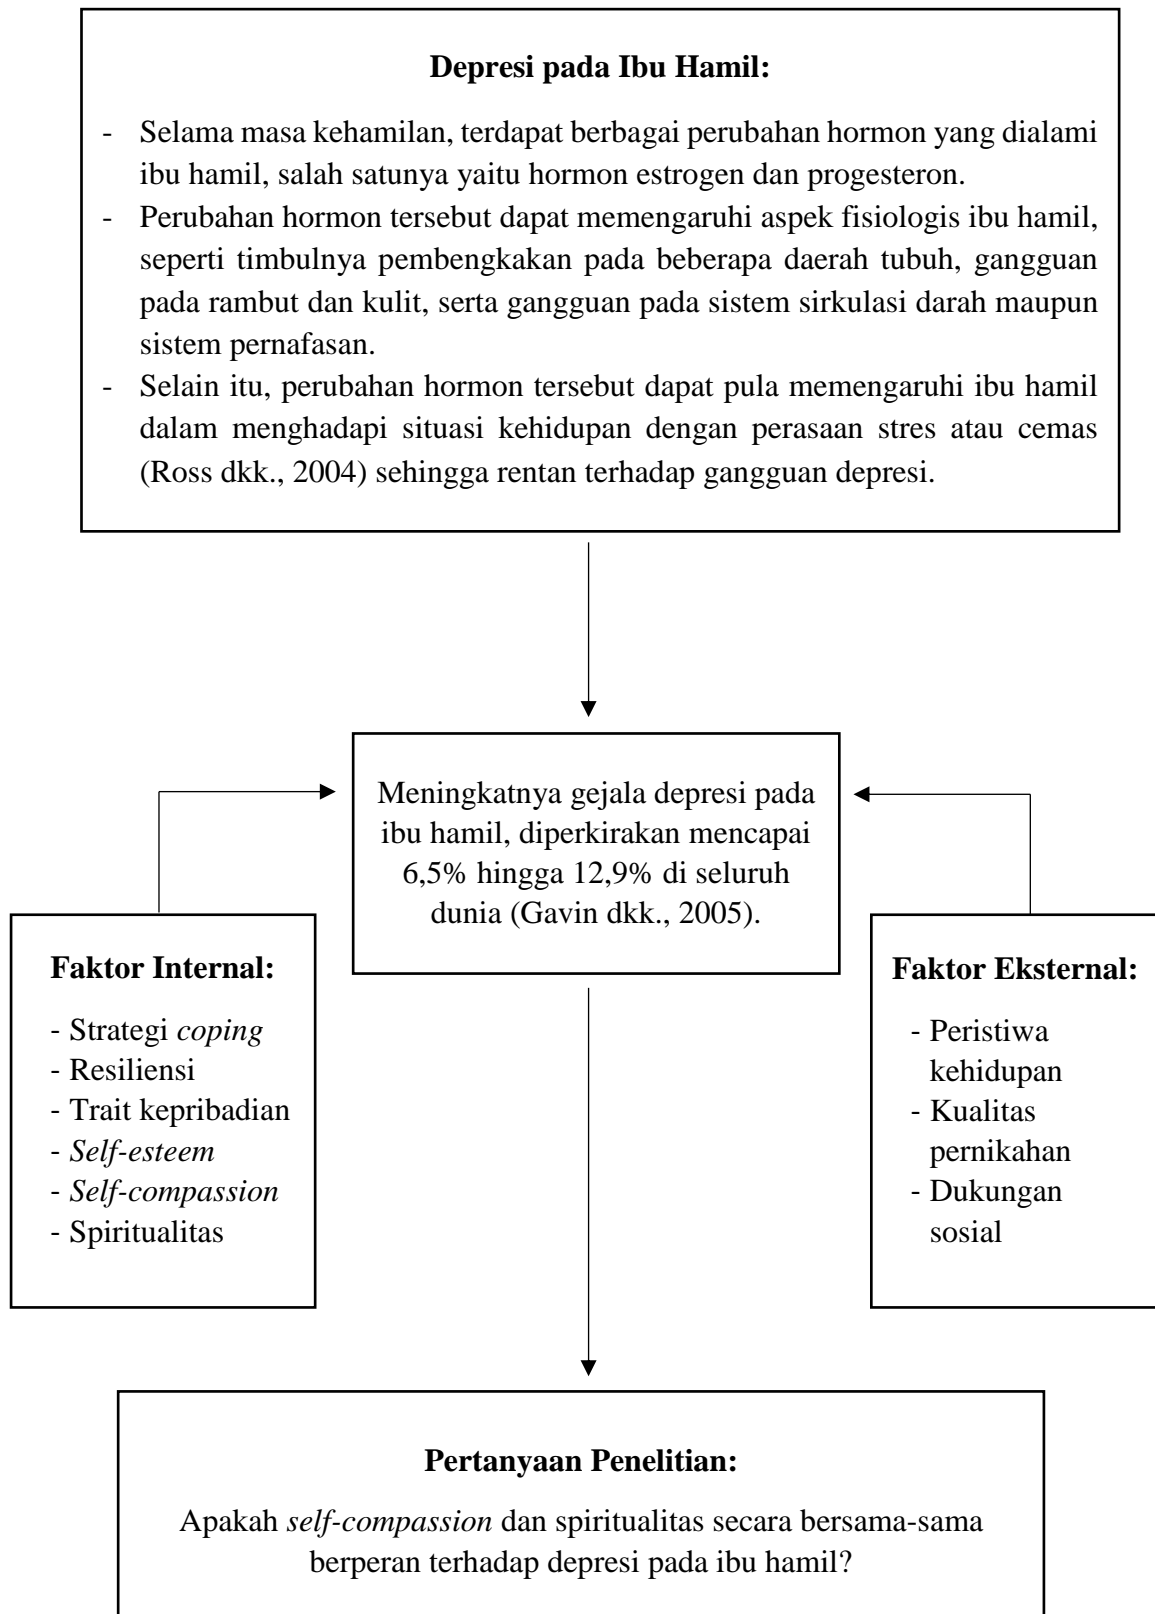 Depresi pada Ibu Hamil:
- Selama masa kehamilan, terdapat berbagai perubahan hormon yang dialami
ibu hamil, salah satunya yaitu hormon estrogen dan progesteron.
- Perubahan hormon tersebut dapat memengaruhi aspek fisiologis ibu hamil,
seperti timbulnya pembengkakan pada beberapa daerah tubuh, gangguan
pada rambut dan kulit, serta gangguan pada sistem sirkulasi darah maupun
sistem pernafasan.
- Selain itu, perubahan hormon tersebut dapat pula memengaruhi ibu hamil
dalam menghadapi situasi kehidupan dengan perasaan stres atau cemas
(Ross dkk., 2004) sehingga rentan terhadap gangguan depresi.
Meningkatnya gejala depresi pada
ibu hamil, diperkirakan mencapai
6,5% hingga 12,9% di seluruh
dunia (Gavin dkk., 2005).
Faktor Internal:
- Strategi coping
- Resiliensi
- Trait kepribadian
- Self-esteem
- Self-compassion
- Spiritualitas
Faktor Eksternal:
- Peristiwa
kehidupan
- Kualitas
pernikahan
- Dukungan
sosial
Pertanyaan Penelitian:
Apakah self-compassion dan spiritualitas secara bersama-sama
berperan terhadap depresi pada ibu hamil?